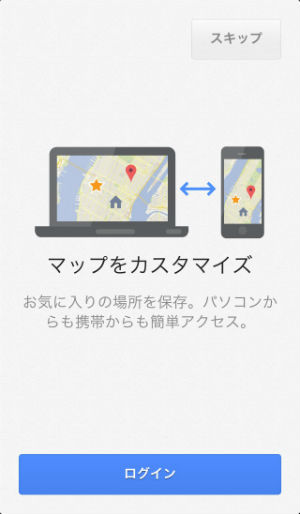 スキップ
マップをカスタマイズ
お気に入りの場所を保存。パソコンか
らも携帯からも簡単アクセス。
ログイン